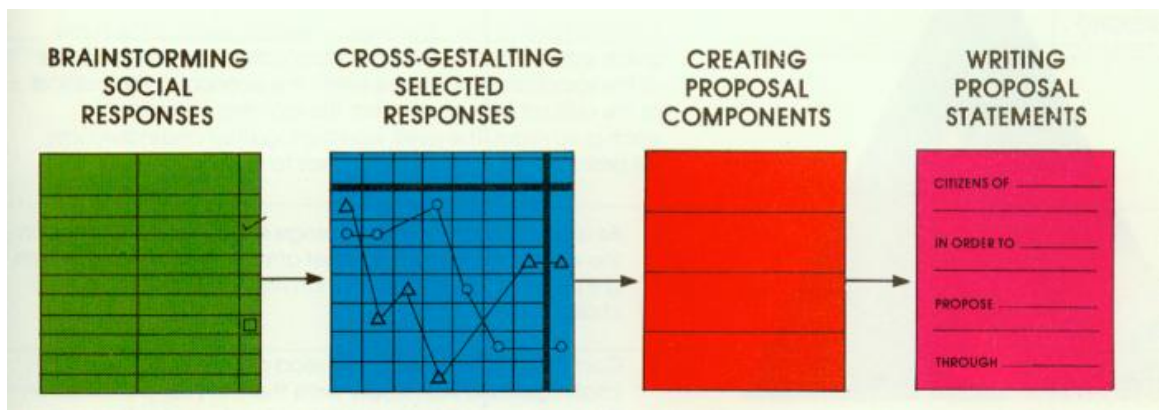 BRAINSTORMING
SOCIAL
RESPONSES
CROSS-GESTALTING
SELECTED
RESPONSES
CREATING
PROPOSAL
COMPONENTS
WRITING
PROPOSAL
STATEMENTS
CITIZENS OF
IN ORDER TO
PROPOSE
THROUGH